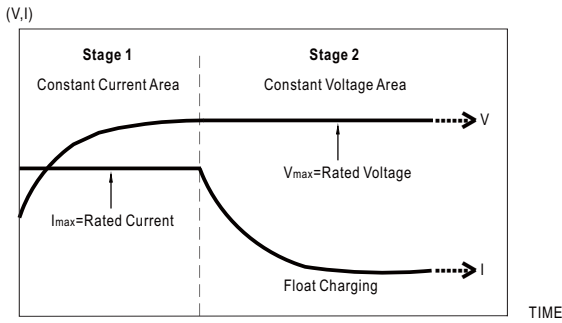 (V,I)
Stage 1
Constant Current Area
Stage 2
Constant Voltage Area
V
Vmax=Rated Voltage
Imax=Rated Current
I
Float Charging
TIME